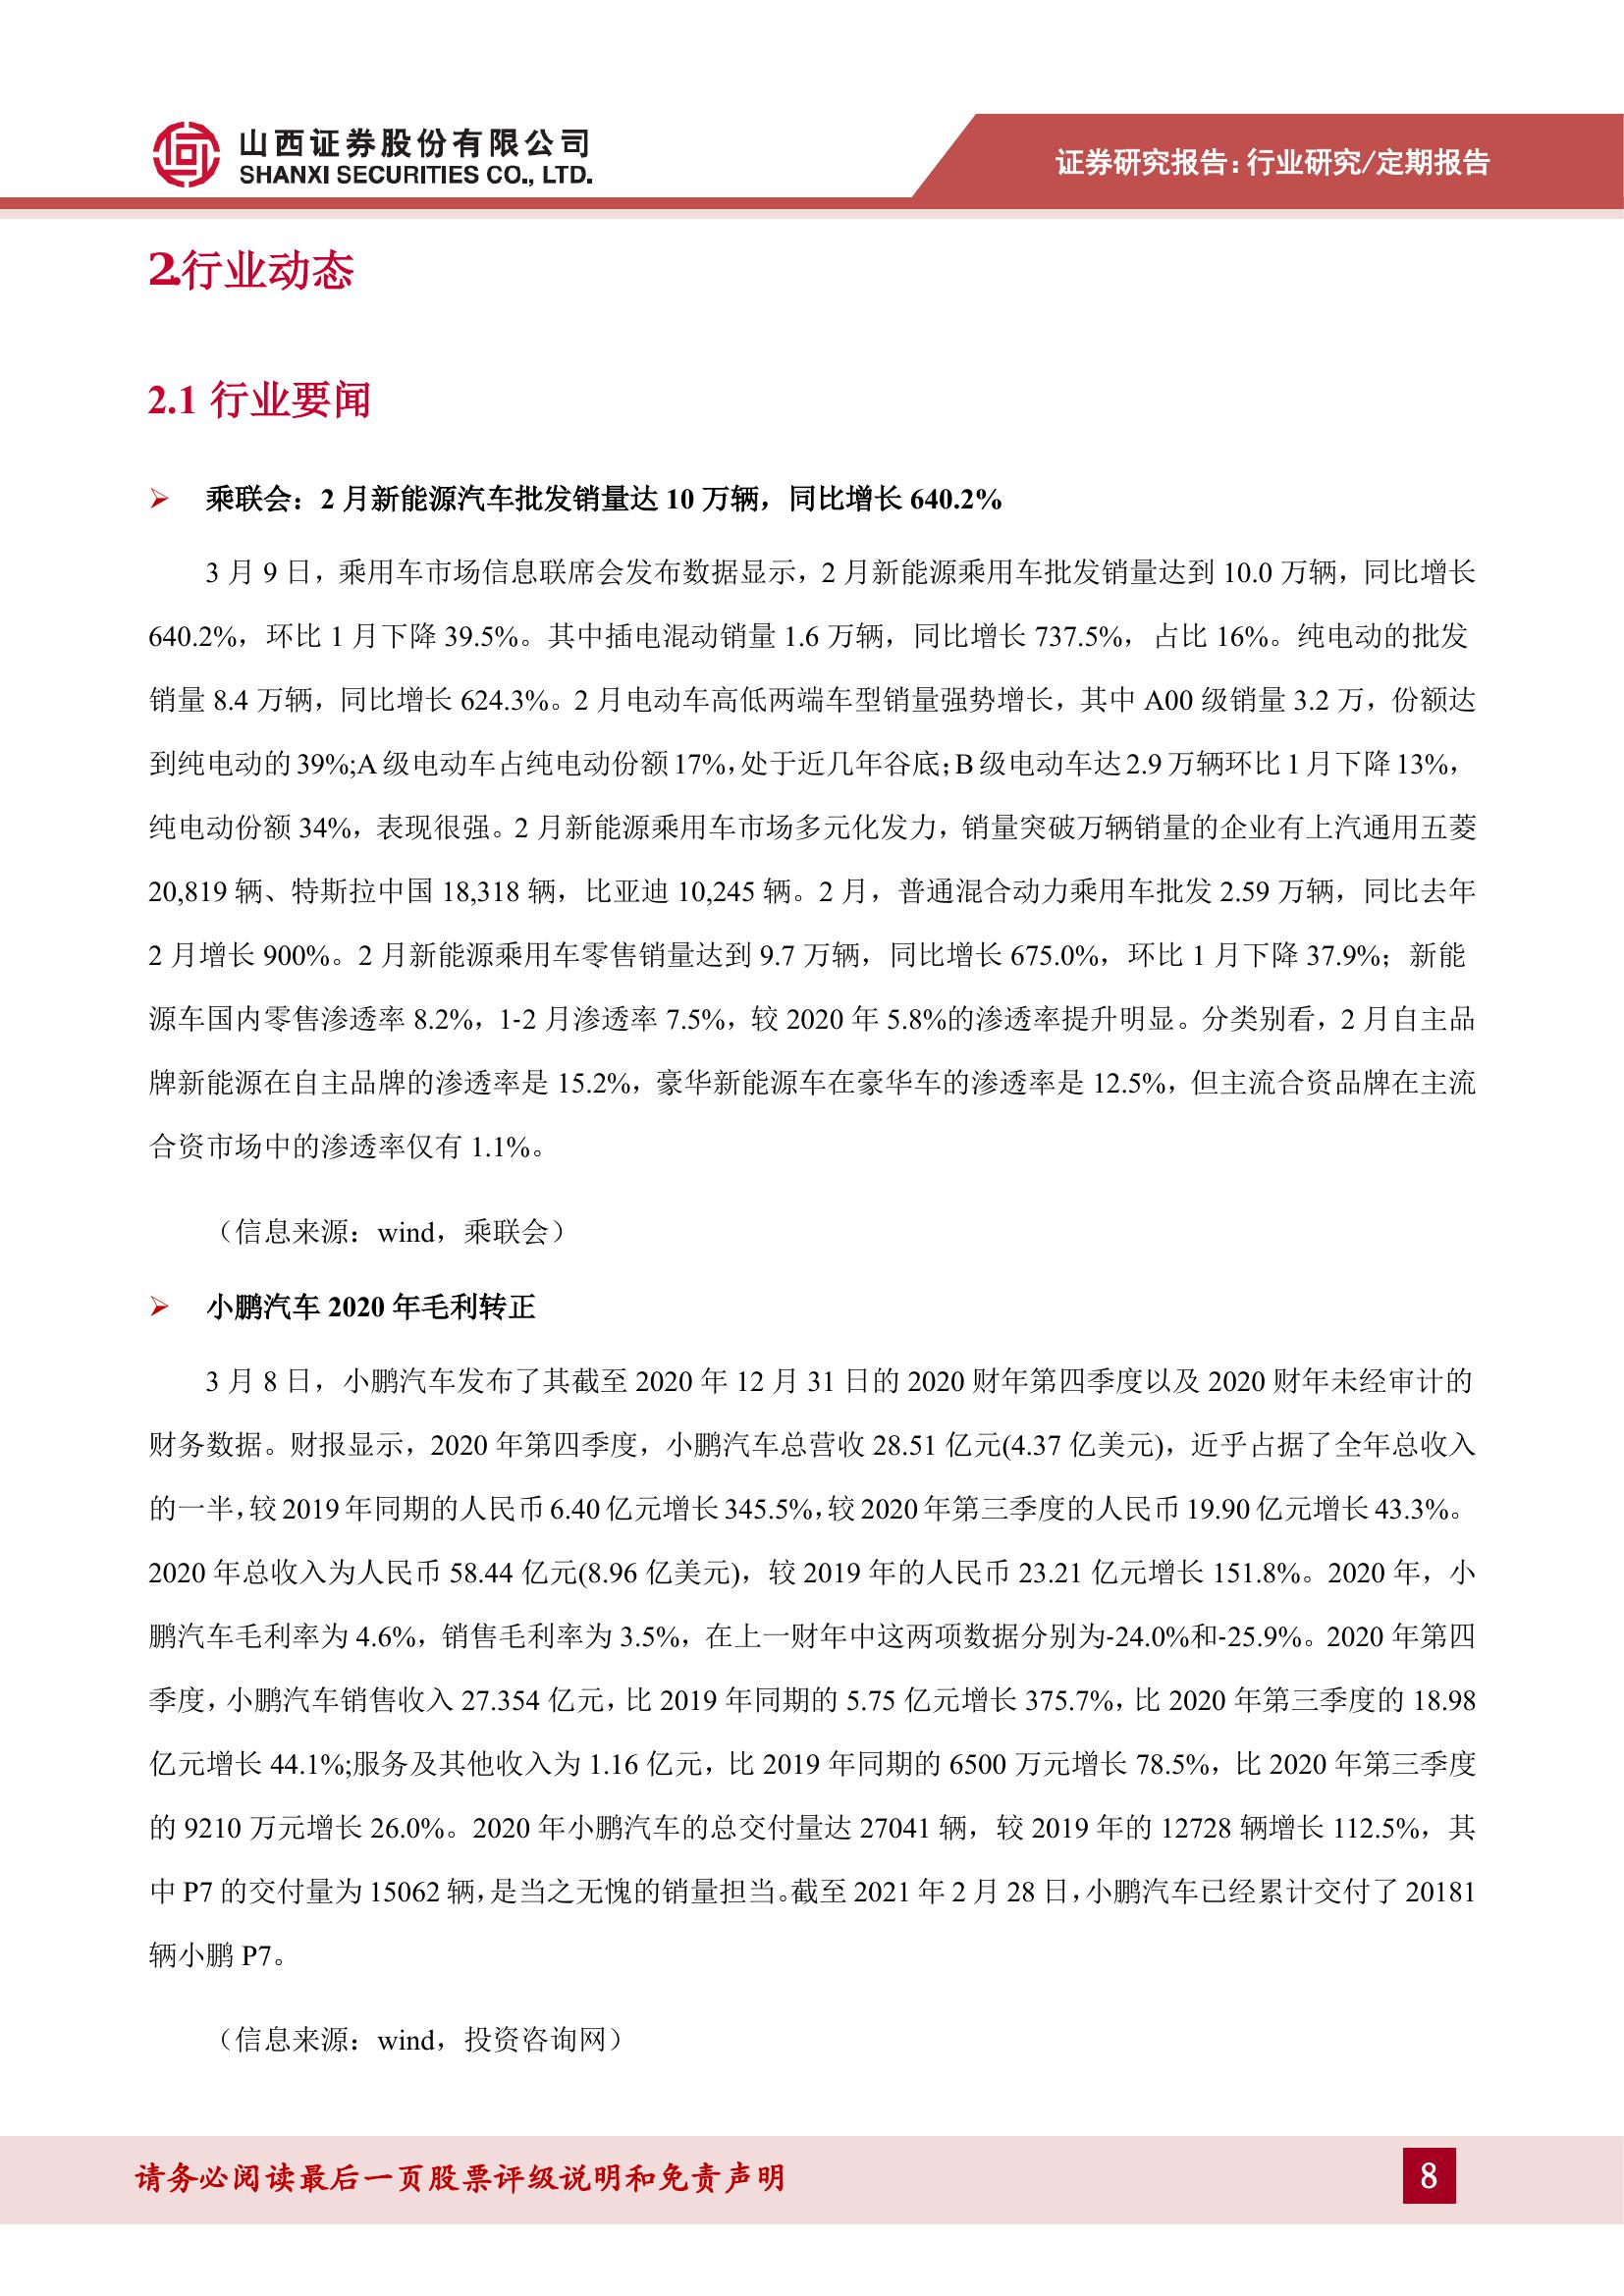 山西证券股份有限公司
SHANXI SECURITIES CO., LTD.
证券研究报告：行业研究/定期报告
2.行业动态
2.1 行业要闻
➢ 乘联会：2 月新能源汽车批发销量达 10 万辆，同比增长 640.2%
3 月 9 日，乘用车市场信息联席会发布数据显示，2 月新能源乘用车批发销量达到 10.0 万辆，同比增长
640.2%，环比 1 月下降 39.5%。其中插电混动销量 1.6 万辆，同比增长 737.5%，占比 16%。纯电动的批发
销量 8.4 万辆，同比增长 624.3%。2 月电动车高低两端车型销量强势增长，其中 A00 级销量 3.2 万，份额达
到纯电动的 39%;A 级电动车占纯电动份额 17%，处于近几年谷底；B 级电动车达 2.9 万辆环比 1 月下降 13%，
纯电动份额 34%，表现很强。2 月新能源乘用车市场多元化发力，销量突破万辆销量的企业有上汽通用五菱
20,819 辆、特斯拉中国 18,318 辆，比亚迪 10,245 辆。2 月，普通混合动力乘用车批发 2.59 万辆，同比去年
2 月增长 900%。2 月新能源乘用车零售销量达到 9.7 万辆，同比增长 675.0%，环比 1 月下降 37.9%；新能
源车国内零售渗透率 8.2%，1-2 月渗透率 7.5%，较 2020 年 5.8%的渗透率提升明显。分类别看，2 月自主品
牌新能源在自主品牌的渗透率是 15.2%，豪华新能源车在豪华车的渗透率是 12.5%，但主流合资品牌在主流
合资市场中的渗透率仅有 1.1%。
（信息来源：wind，乘联会）
➢ 小鹏汽车 2020 年毛利转正
3 月 8 日，小鹏汽车发布了其截至 2020 年 12 月 31 日的 2020 财年第四季度以及 2020 财年未经审计的
财务数据。财报显示，2020 年第四季度，小鹏汽车总营收 28.51 亿元(4.37 亿美元)，近乎占据了全年总收入
的一半，较 2019 年同期的人民币 6.40 亿元增长 345.5%，较 2020 年第三季度的人民币 19.90 亿元增长 43.3%。
2020 年总收入为人民币 58.44 亿元(8.96 亿美元)，较 2019 年的人民币 23.21 亿元增长 151.8%。2020 年，小
鹏汽车毛利率为 4.6%，销售毛利率为 3.5%，在上一财年中这两项数据分别为-24.0%和-25.9%。2020 年第四
季度，小鹏汽车销售收入 27.354 亿元，比 2019 年同期的 5.75 亿元增长 375.7%，比 2020 年第三季度的 18.98
亿元增长 44.1%;服务及其他收入为 1.16 亿元，比 2019 年同期的 6500 万元增长 78.5%，比 2020 年第三季度
的 9210 万元增长 26.0%。2020 年小鹏汽车的总交付量达 27041 辆，较 2019 年的 12728 辆增长 112.5%，其
中 P7 的交付量为 15062 辆，是当之无愧的销量担当。截至 2021 年 2 月 28 日，小鹏汽车已经累计交付了 20181
辆小鹏 P7。
（信息来源：wind，投资咨询网）
请务必阅读最后一页股票评级说明和免责声明
8